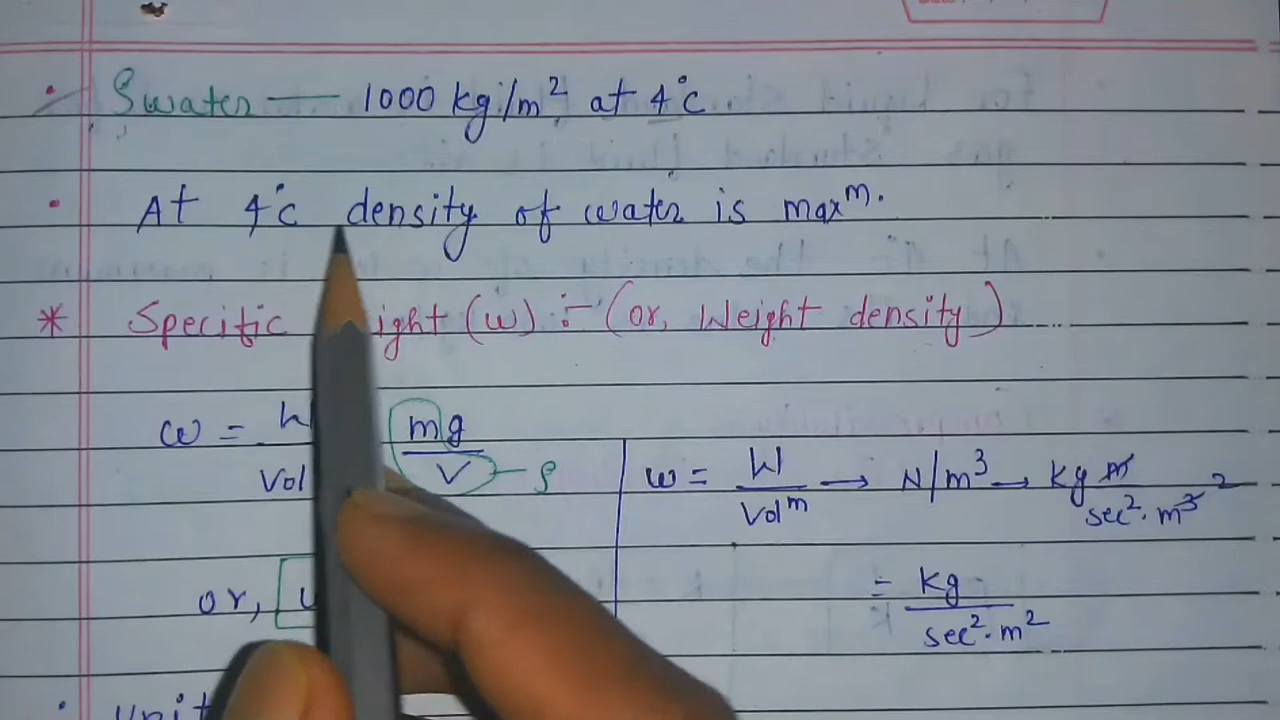 • ρwater — 1000 kg/m² at 4°c.
• At 4°c density of water is maxᵐ.
* Specific ight (w) :- (or, Weight density)
w = mg/V ρ
w = W/Volᵐ → N/m³ → kg m/sec².m³ 2
or,
= kg/sec².m²
• Unit